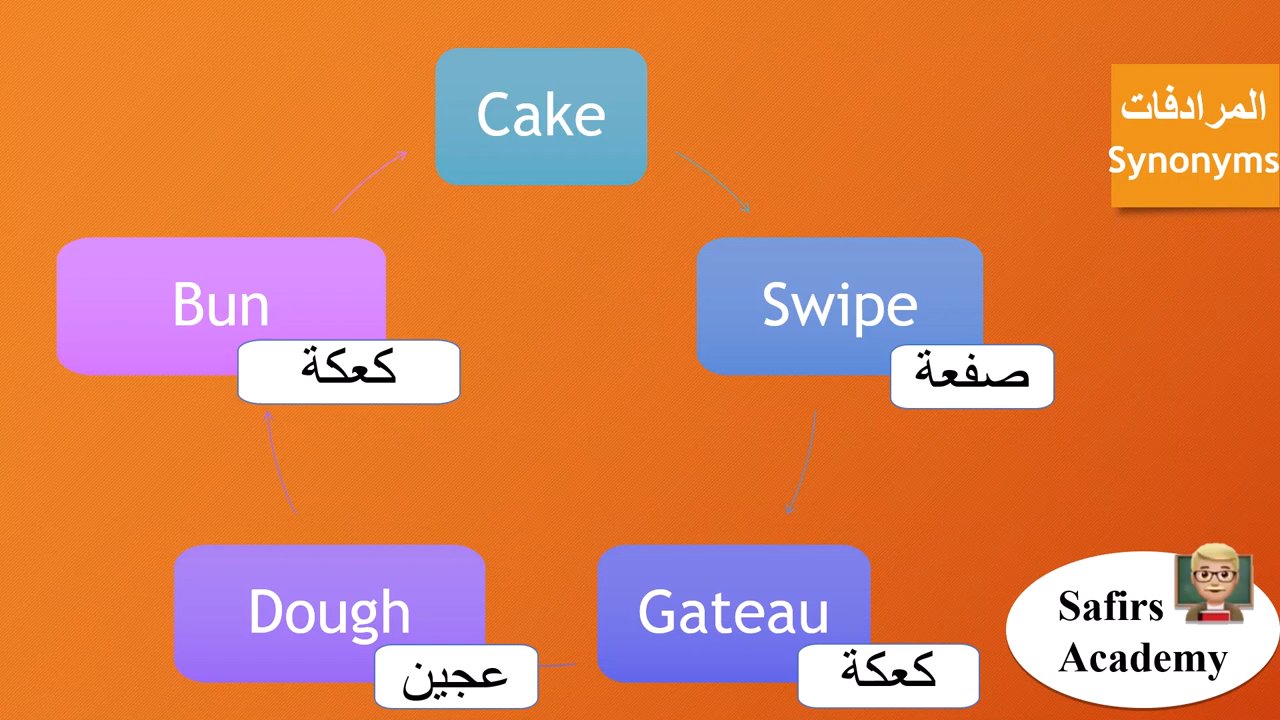 Cake
المرادفات
Synonyms
Bun
كعكة
Swipe
صفعة
Dough
عجين
Gateau
كعكة
Safirs
Academy